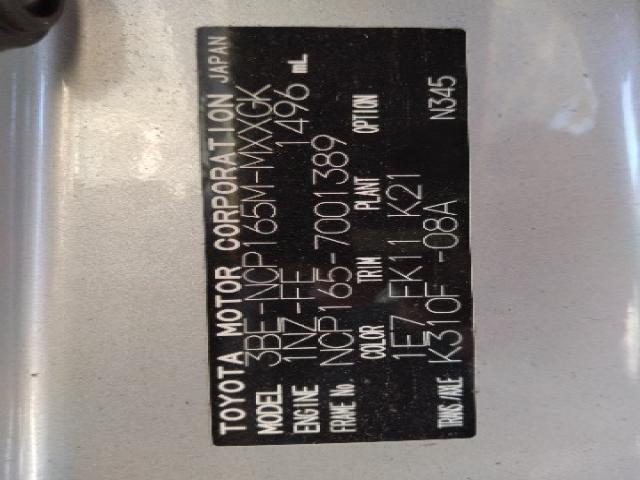 TOYOTA MOTOR CORPORATION JAPAN
MODEL 3BE-NCP165M-MXXGK
ENGINE 1NZ-FE 1496 mL
FRAME No. NCP165-7001389
COLOR TRIM PLANT OPTION
1E7 FK11 K21
TRANS/AXLE K310F -08A N345